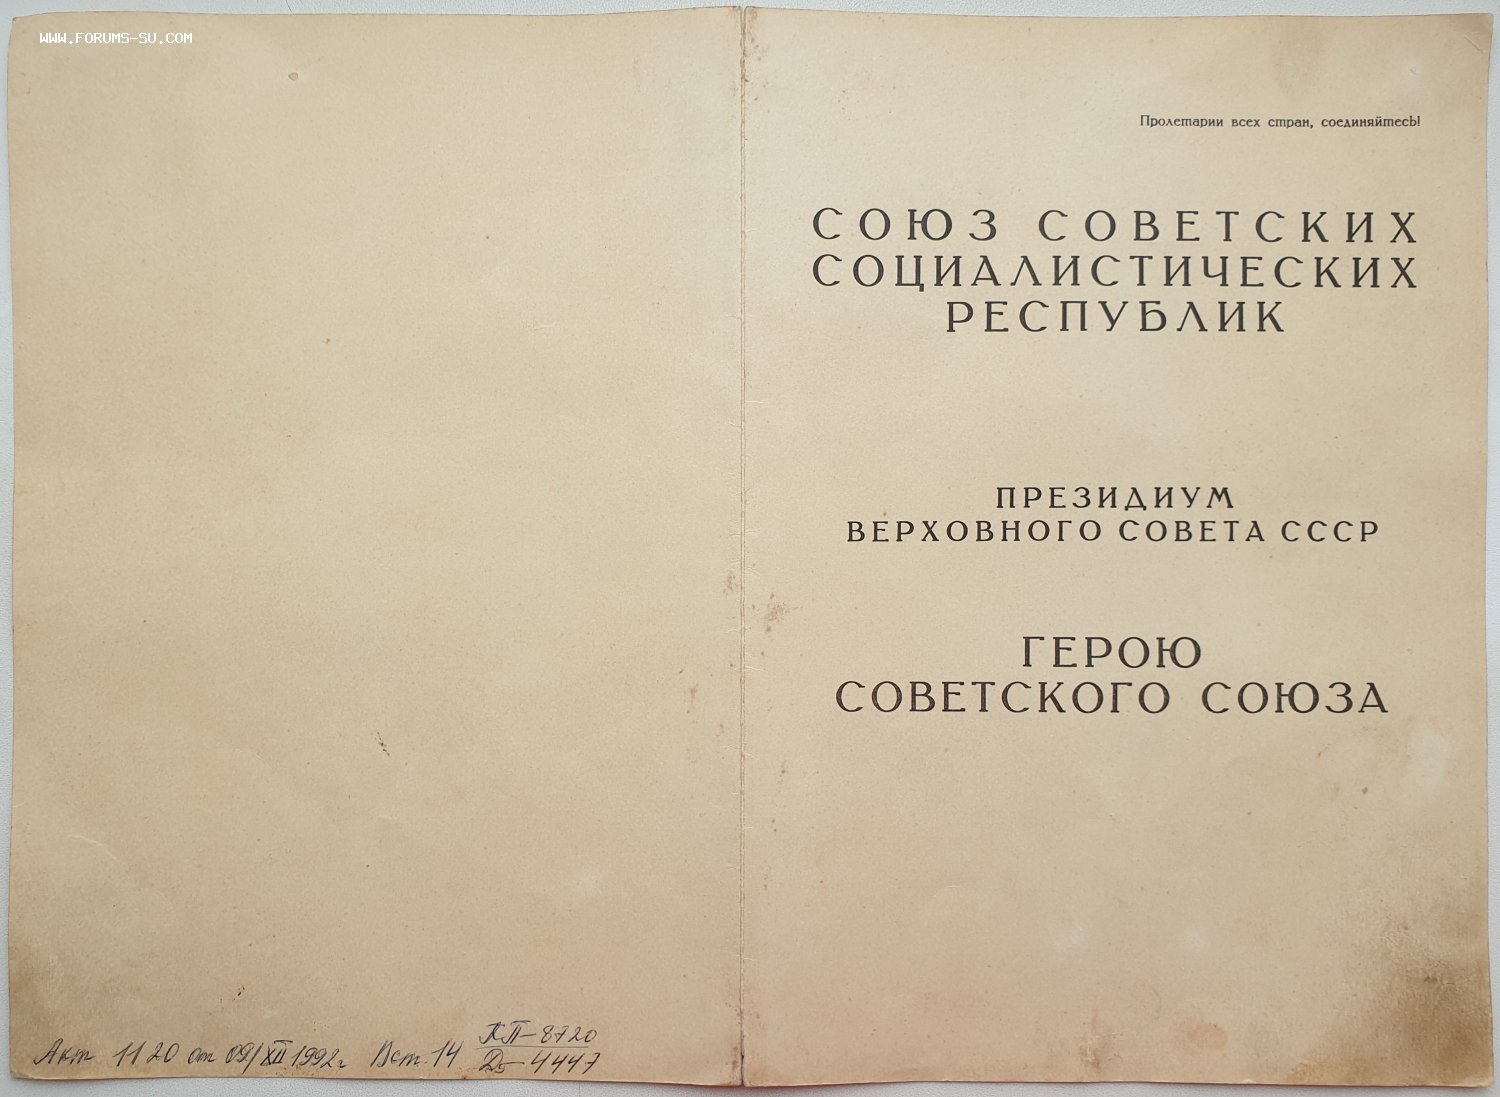 WWW.FORUMS-SU.COM
Пролетарии всех стран, соединяйтесь!
СОЮЗ СОВЕТСКИХ
СОЦИАЛИСТИЧЕСКИХ
РЕСПУБЛИК
ПРЕЗИДИУМ
ВЕРХОВНОГО СОВЕТА СССР
ГЕРОЮ
СОВЕТСКОГО СОЮЗА
КП-8720
Акт 1120 от 09/XII 1992г Вст. 14
4447